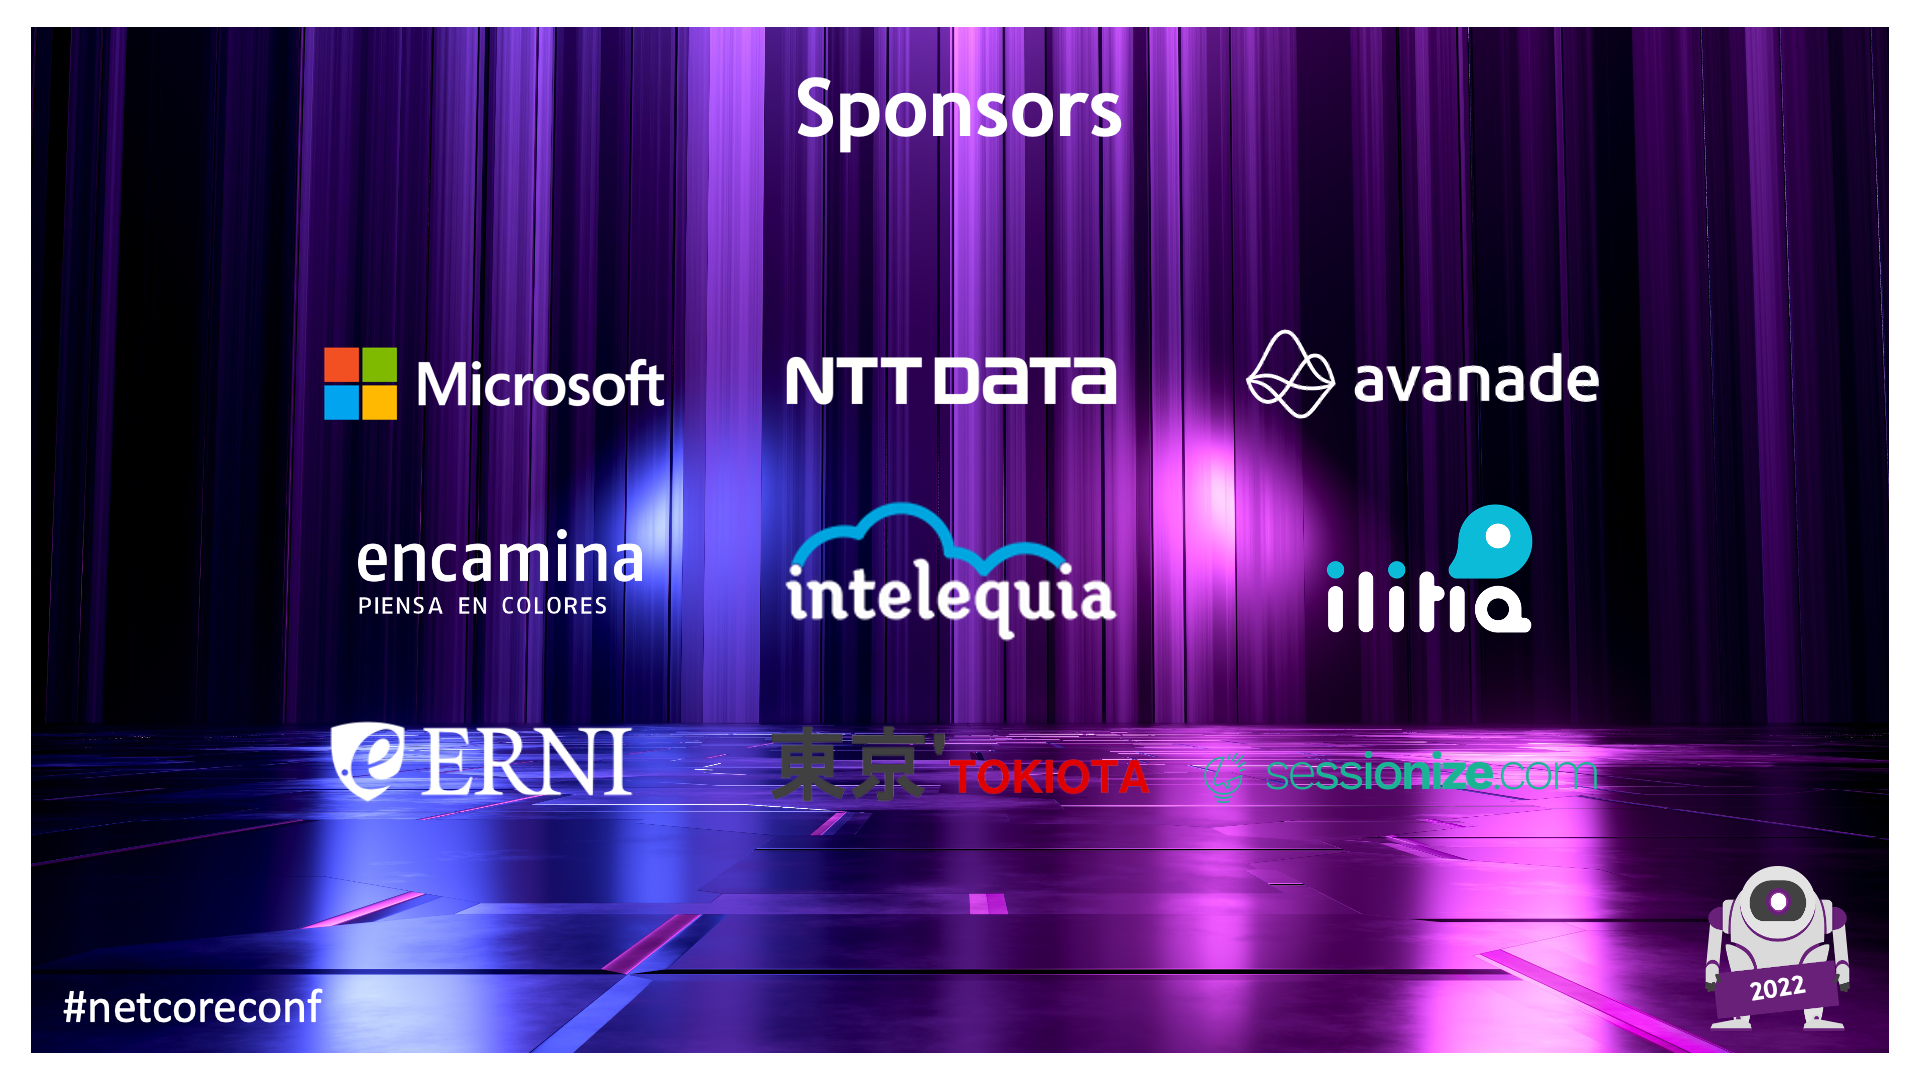 Sponsors
Microsoft
NTT DATA
avanade
encamina
PIENSA EN COLORES
intelequia
ilitia
e ERNI
東京' TOKIOTA
sessionize.com
#netcoreconf
2022